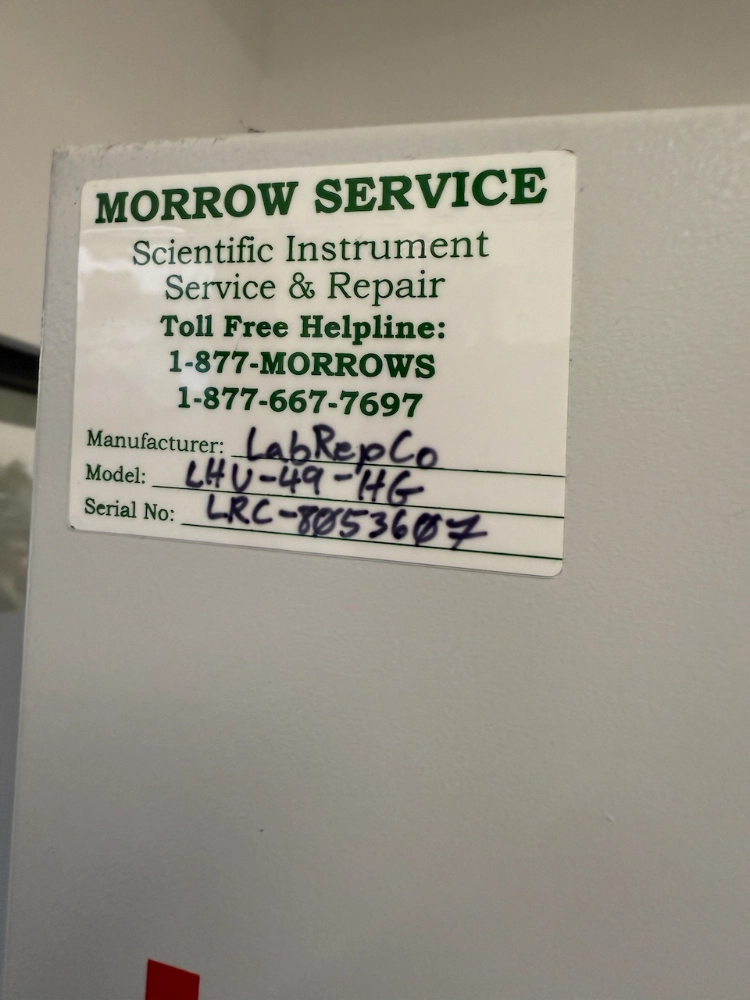 MORROW SERVICE
Scientific Instrument
Service & Repair
Toll Free Helpline:
1-877-MORROWS
1-877-667-7697
Manufacturer: LabRepCo
Model: LHU-49-HG
Serial No: LRC-8053607